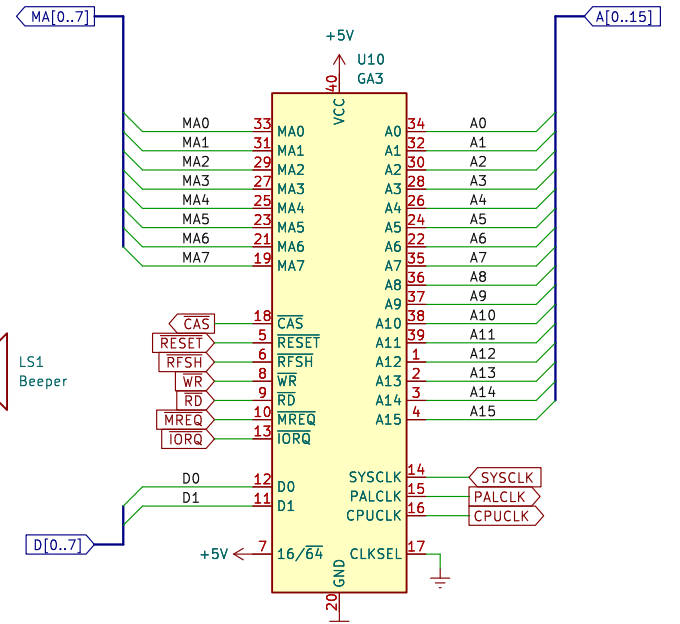 MA[0..7]
A[0..15]
+5V
U10
GA3
40
VCC
MA0 33 MA0 A0 34 A0
MA1 31 MA1 A1 32 A1
MA2 29 MA2 A2 30 A2
MA3 27 MA3 A3 28 A3
MA4 25 MA4 A4 26 A4
MA5 23 MA5 A5 24 A5
MA6 21 MA6 A6 22 A6
MA7 19 MA7 A7 35 A7
A8 36 A8
A9 37 A9
CAS 18 CAS A10 38 A10
RESET 5 RESET A11 39 A11
RFSH 6 RFSH A12 1 A12
WR 8 WR A13 2 A13
RD 9 RD A14 3 A14
MREQ 10 MREQ A15 4 A15
IORQ 13 IORQ
LS1
Beeper
D0 12 D0 SYSCLK 14 SYSCLK
D1 11 D1 PALCLK 15 PALCLK
CPUCLK 16 CPUCLK
D[0..7]
+5V 7 16/64 CLKSEL 17
GND
20